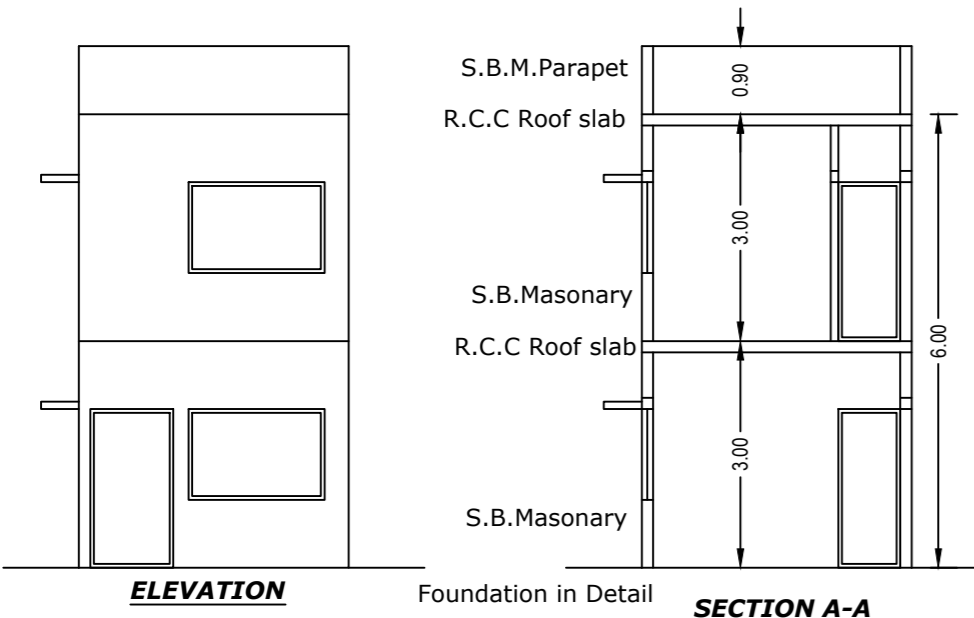 S.B.M.Parapet
0.90
R.C.C Roof slab
3.00
S.B.Masonary
6.00
R.C.C Roof slab
3.00
S.B.Masonary
ELEVATION
Foundation in Detail
SECTION A-A